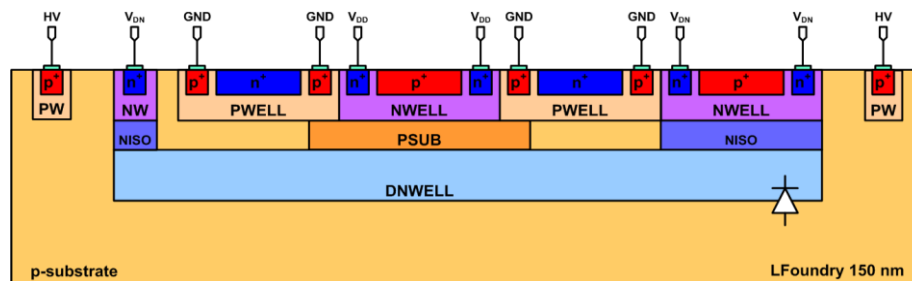 HV V_DN GND GND V_DD V_DD GND GND V_DN V_DN HV
p+ n+ p+ n+ p+ n+ p+ n+ p+ n+ p+ n+ p+ n+ p+
PW NW PWELL NWELL PWELL NWELL PW
NISO PSUB NISO
DNWELL
p-substrate LFoundry 150 nm